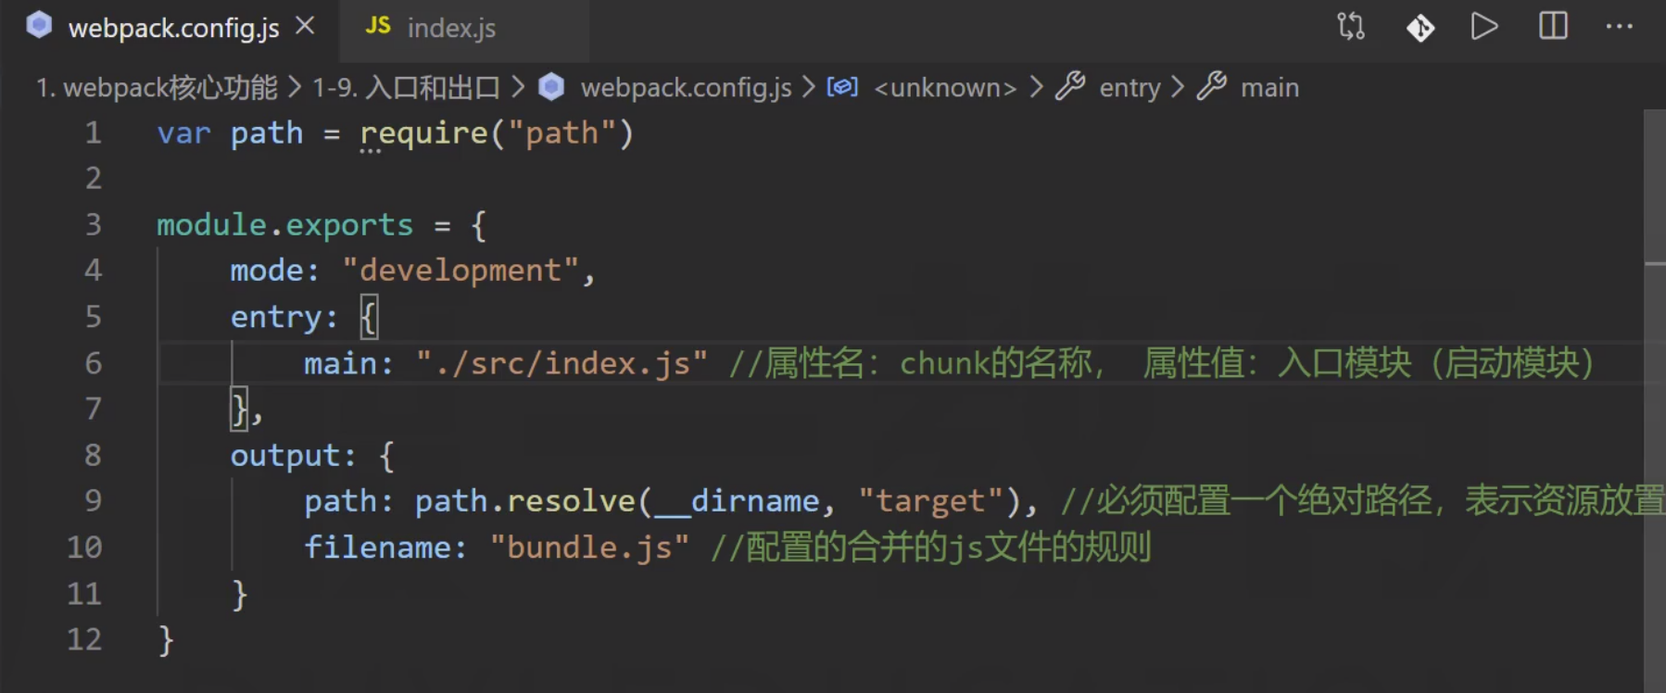 webpack.config.js JS index.js
1. webpack核心功能 > 1-9. 入口和出口 > webpack.config.js > <unknown> > entry > main
1 var path = require("path")
2
3 module.exports = {
4 mode: "development",
5 entry: {
6 main: "./src/index.js" //属性名：chunk的名称， 属性值：入口模块（启动模块）
7 },
8 output: {
9 path: path.resolve(__dirname, "target"), //必须配置一个绝对路径，表示资源放置
10 filename: "bundle.js" //配置的合并的js文件的规则
11 }
12 }